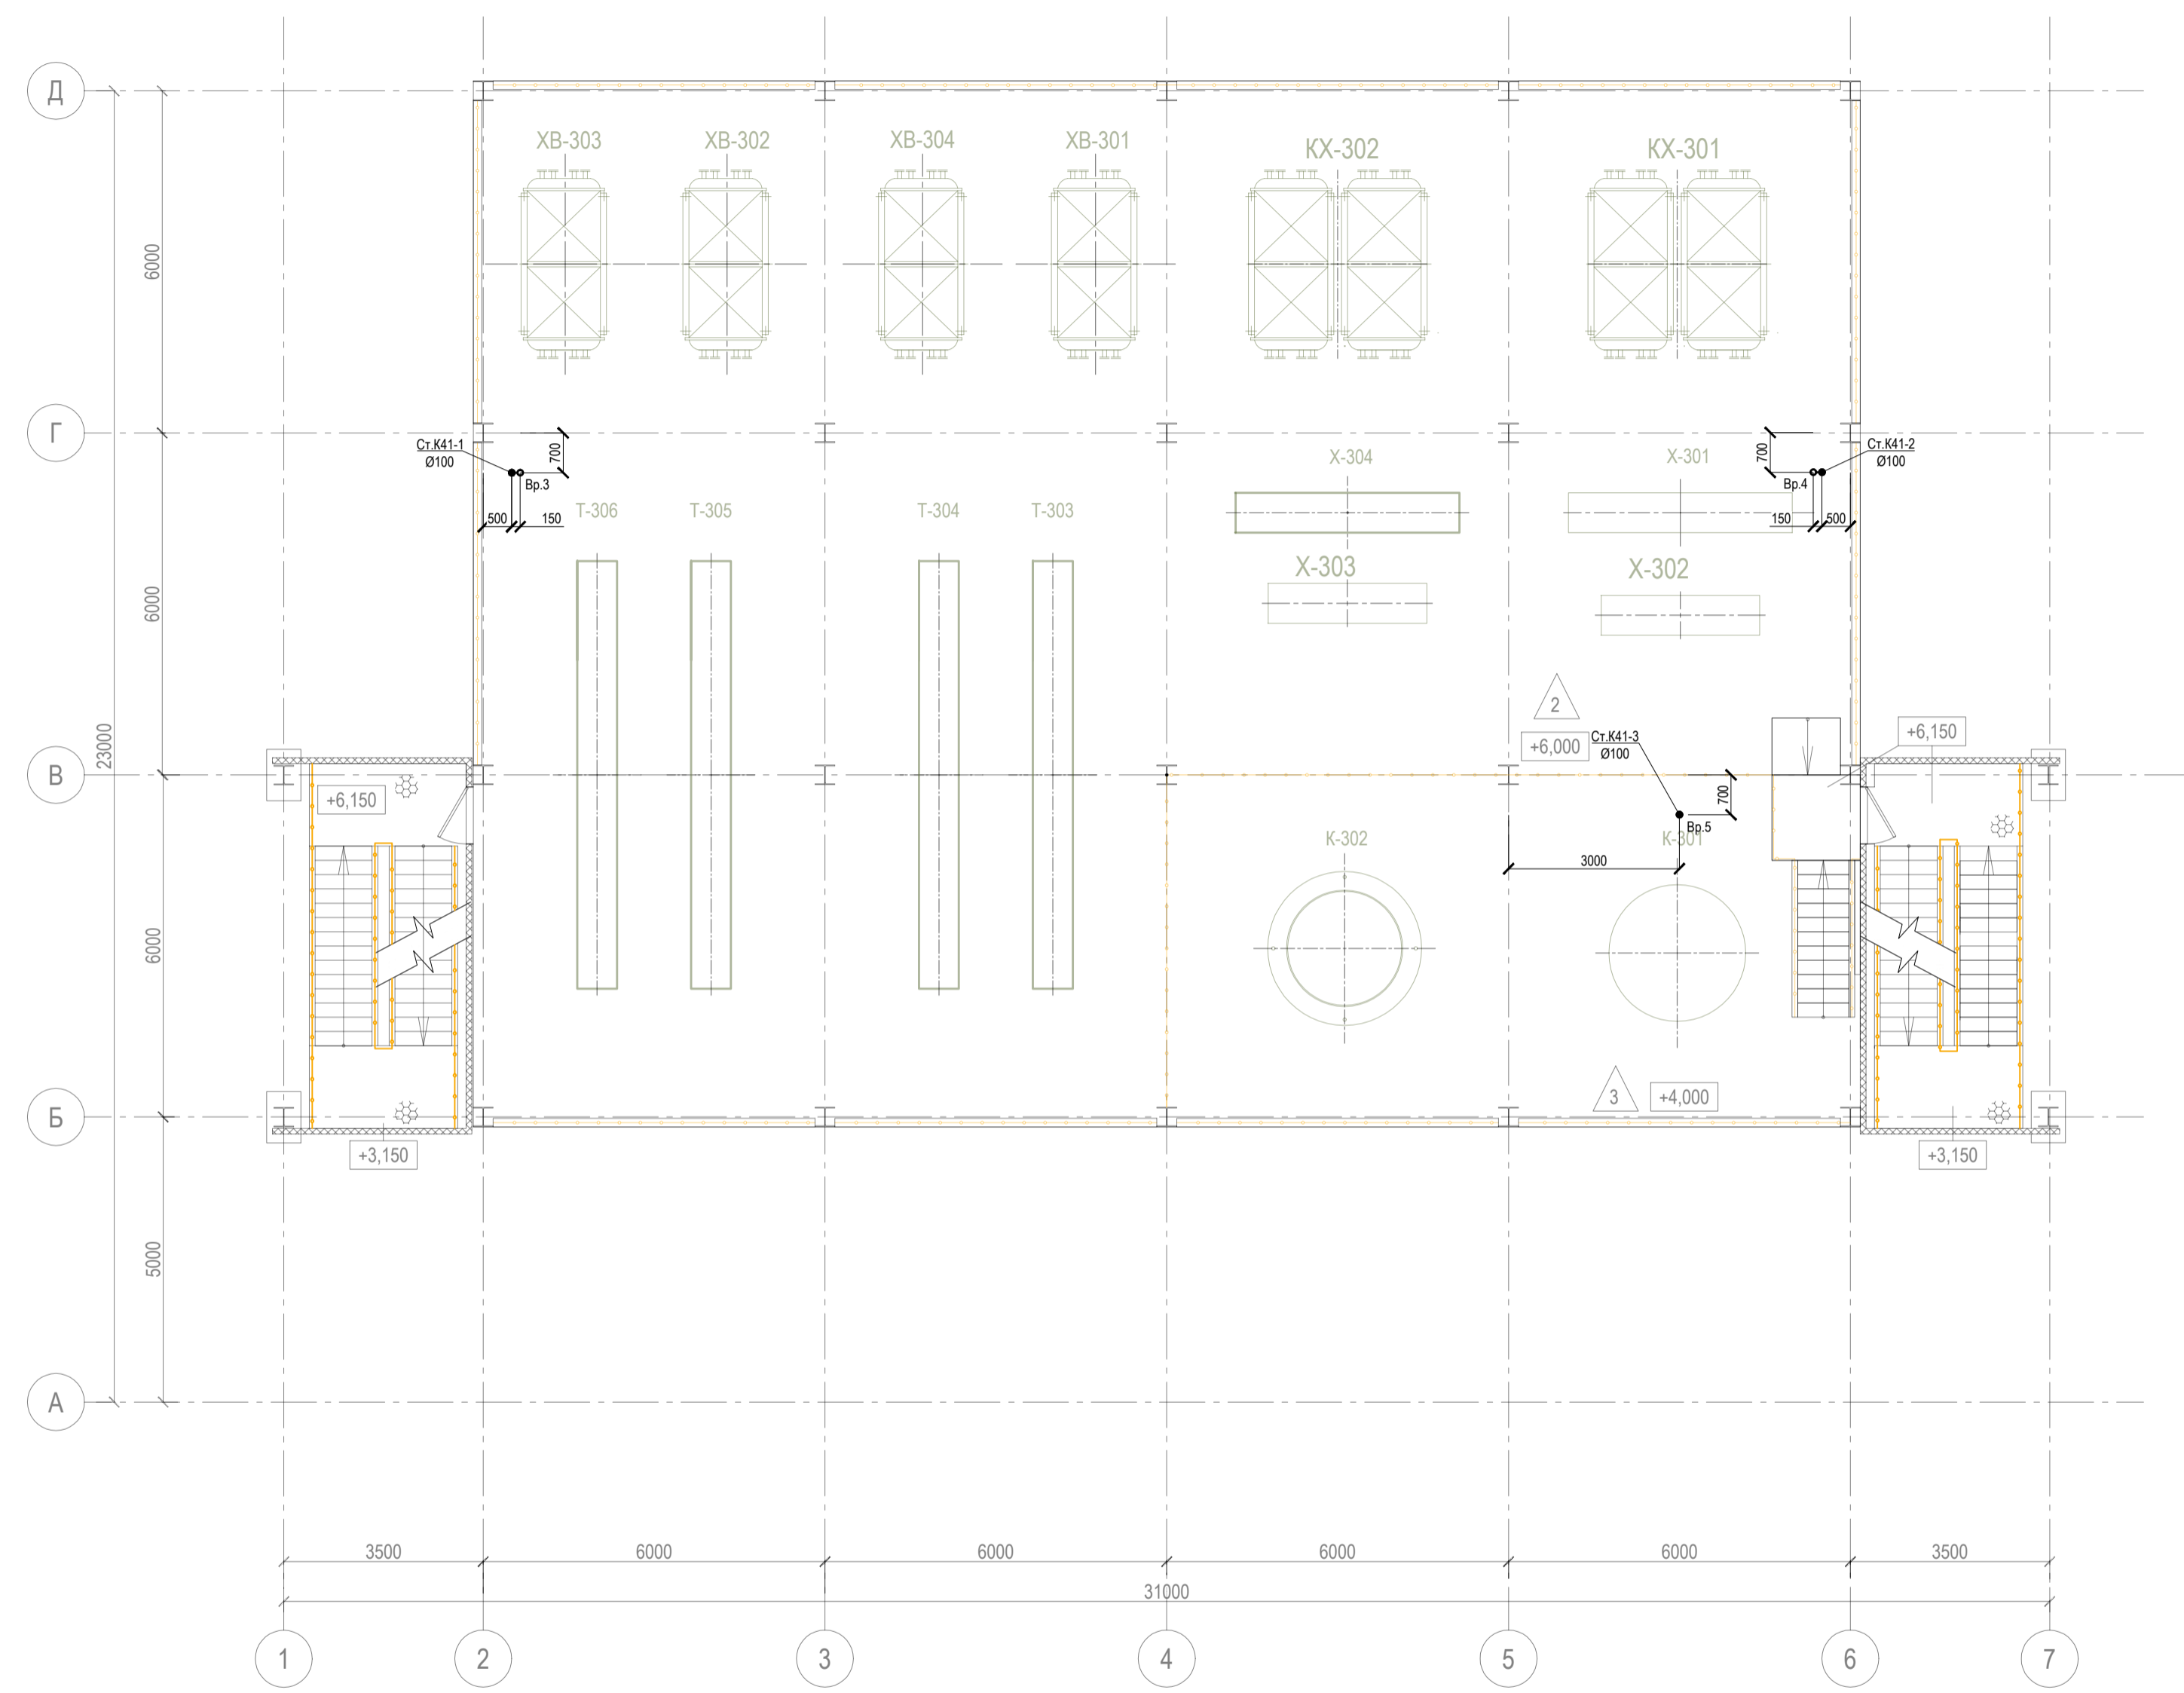 Д
ХВ-303
ХВ-302
ХВ-304
ХВ-301
КХ-302
КХ-301
6000
Г
Ст.К41-1
Ø100
700
Вр.3
500
150
700
Ст.К41-2
Ø100
Вр.4
150
500
Х-304
Х-301
Т-306
Т-305
Т-304
Т-303
Х-303
Х-302
6000
23000
2
+6,000
Ст.К41-3
Ø100
+6,150
В
+6,150
700
Вр.5
К-302
К-301
3000
6000
Б
3
+4,000
+3,150
+3,150
5000
А
3500
6000
6000
6000
6000
3500
31000
1
2
3
4
5
6
7